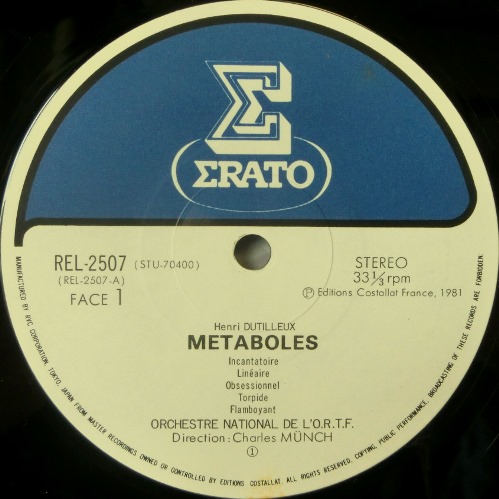 ΣRATO
REL-2507 (STU-70400)
(REL-2507-A)
FACE 1
STEREO
33⅓ rpm
Ⓟ Editions Costallat France, 1981
Henri DUTILLEUX
METABOLES
Incantatoire
Linéaire
Obsessionnel
Torpide
Flamboyant
ORCHESTRE NATIONAL DE L'O.R.T.F.
Direction: Charles MÜNCH
①
MANUFACTURED BY RVC CORPORATION, TOKYO, JAPAN FROM MASTER RECORDINGS OWNED OR CONTROLLED BY EDITIONS COSTALLAT. ALL RIGHTS RESERVED. COPYING, PUBLIC PERFORMANCE, BROADCASTING OF THESE RECORDS ARE FORBIDDEN.